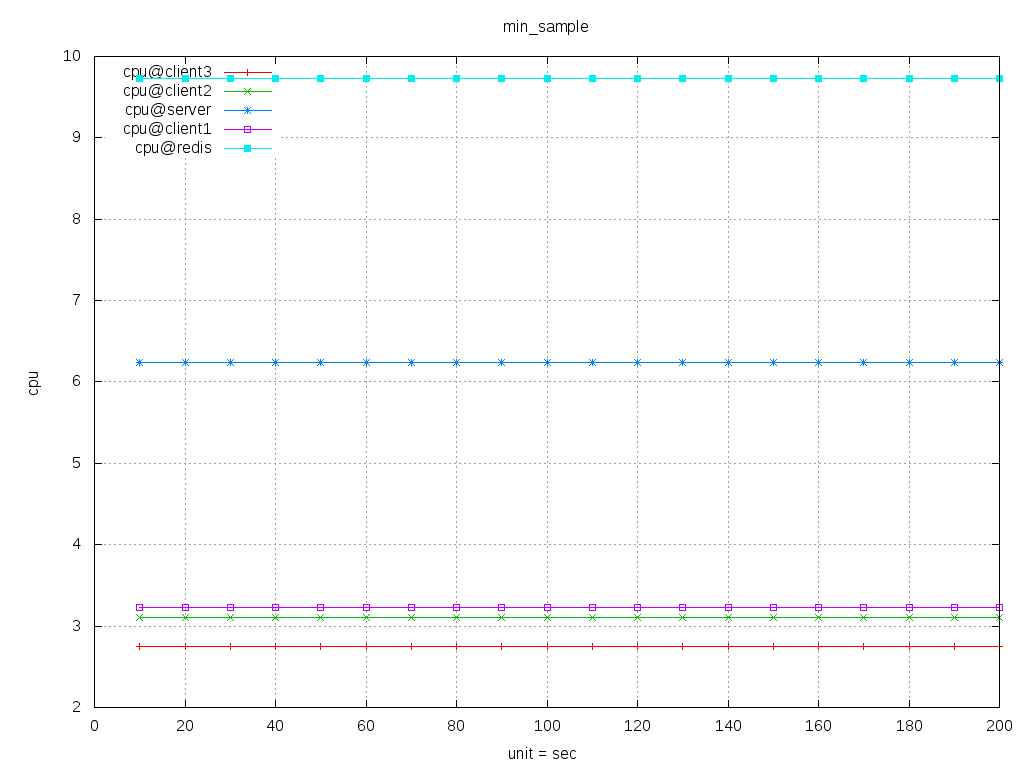 min_sample
10
9
8
7
6
5
4
3
2
cpu
cpu@client3
cpu@client2
cpu@server
cpu@client1
cpu@redis
0 20 40 60 80 100 120 140 160 180 200
unit = sec